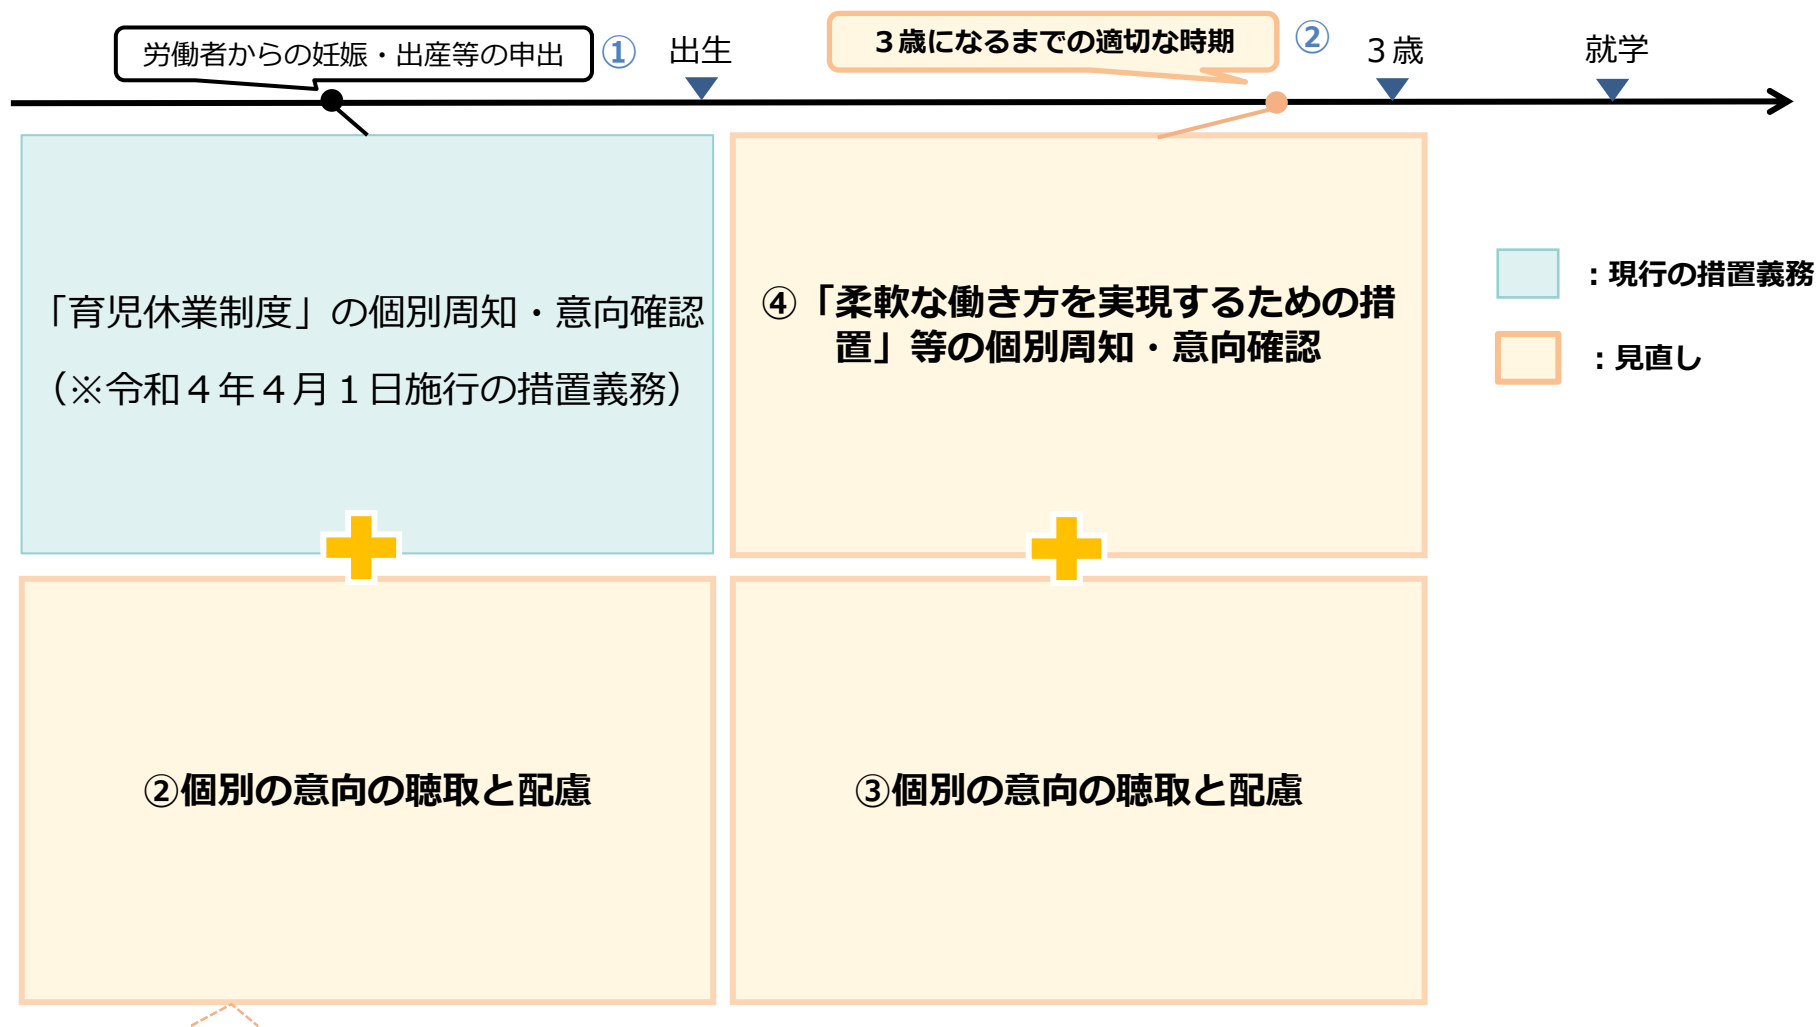 労働者からの妊娠・出産等の申出
①
出生
３歳になるまでの適切な時期
②
３歳
就学
「育児休業制度」の個別周知・意向確認
（※令和４年４月１日施行の措置義務）
④「柔軟な働き方を実現するための措
置」等の個別周知・意向確認
：現行の措置義務
：見直し
②個別の意向の聴取と配慮
③個別の意向の聴取と配慮